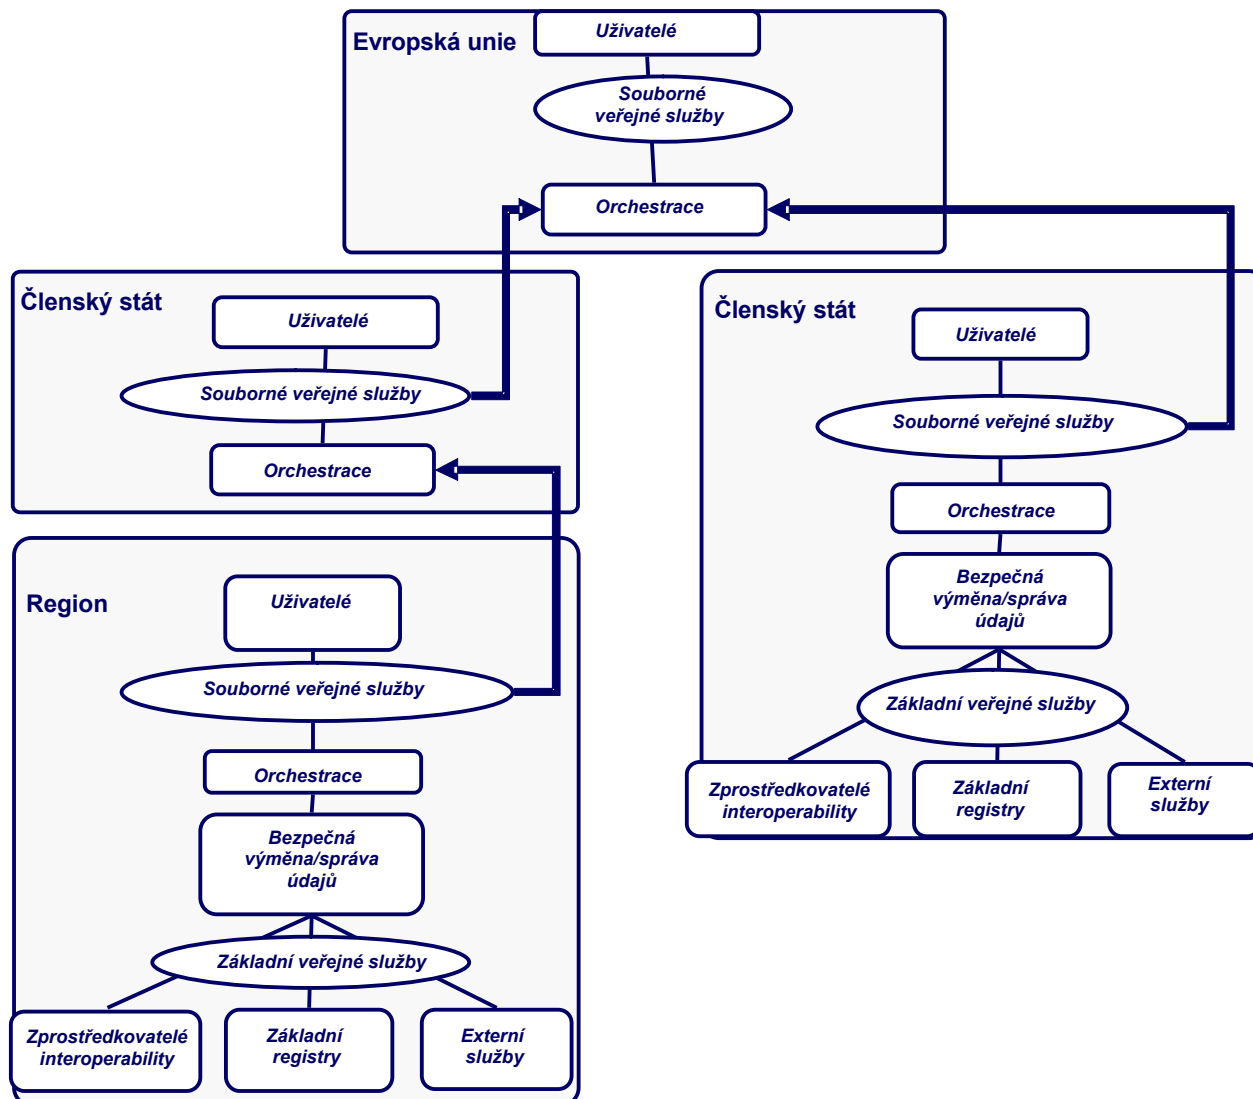 Evropská unie
Uživatelé
Souborné
veřejné služby
Orchestrace
Členský stát
Uživatelé
Souborné veřejné služby
Orchestrace
Region
Uživatelé
Souborné veřejné služby
Orchestrace
Bezpečná
výměna/správa
údajů
Základní veřejné služby
Zprostředkovatelé
interoperability
Základní
registry
Externí
služby
Členský stát
Uživatelé
Souborné veřejné služby
Orchestrace
Bezpečná
výměna/správa
údajů
Základní veřejné služby
Zprostředkovatelé
interoperability
Základní
registry
Externí
služby